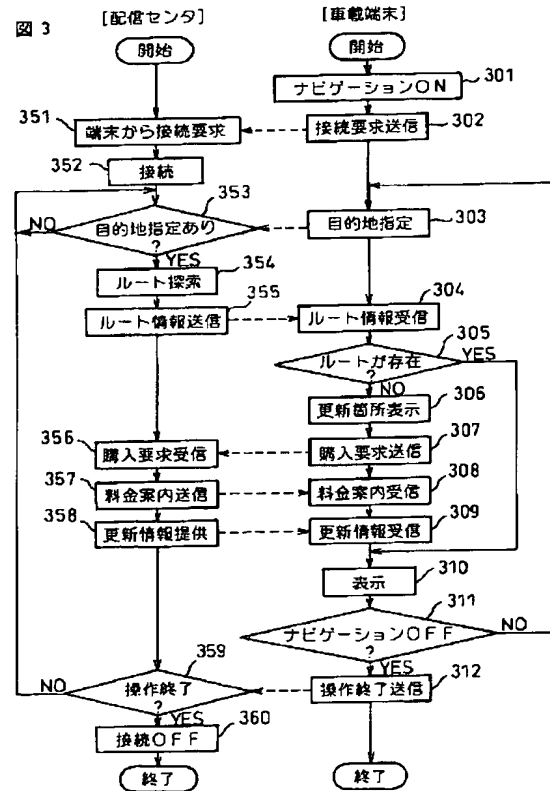 図 3
[配信センタ]
[車載端末]
開始
開始
ナビゲーションON
301
351
端末から接続要求
接続要求送信
302
352
接続
353
NO
目的地指定あり
?
目的地指定
303
YES
354
ルート探索
355
304
ルート情報送信
ルート情報受信
305
ルートが存在
?
YES
NO
306
更新箇所表示
356
307
購入要求受信
購入要求送信
357
308
料金案内送信
料金案内受信
358
309
更新情報提供
更新情報受信
310
表示
311
ナビゲーションOFF
?
NO
359
YES
312
NO
操作終了
?
操作終了送信
YES
360
接続OFF
終了
終了